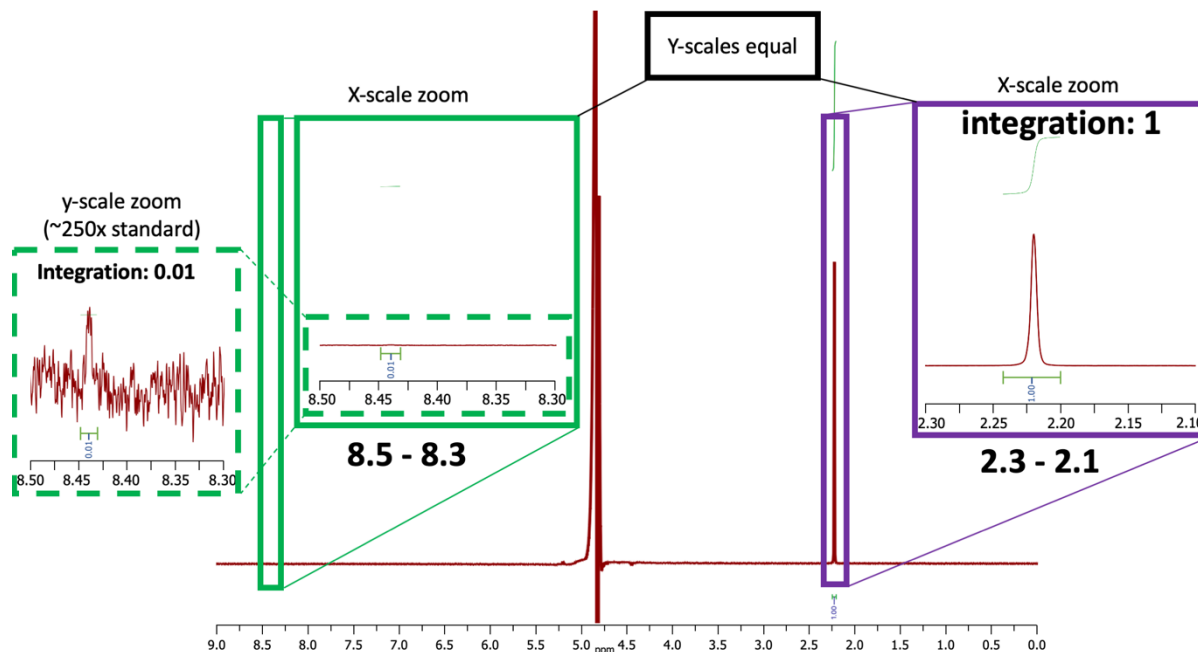 Y-scales equal
X-scale zoom
X-scale zoom
integration: 1
y-scale zoom
(~250x standard)
Integration: 0.01
0.01
8.50 8.45 8.40 8.35 8.30
0.01
8.50 8.45 8.40 8.35 8.30
8.5 - 8.3
1.00
2.30 2.25 2.20 2.15 2.10
2.3 - 2.1
1.00
9.0 8.5 8.0 7.5 7.0 6.5 6.0 5.5 5.0 ppm 4.5 4.0 3.5 3.0 2.5 2.0 1.5 1.0 0.5 0.0